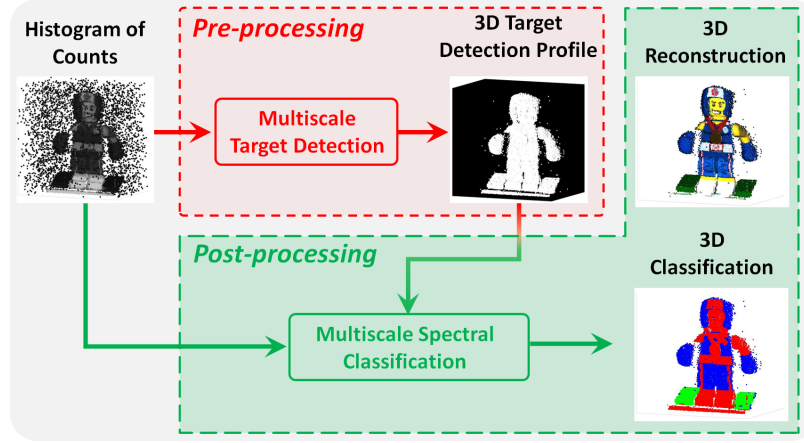 Histogram of
Counts
Pre-processing
3D Target
Detection Profile
3D
Reconstruction
Multiscale
Target Detection
Post-processing
3D
Classification
Multiscale Spectral
Classification